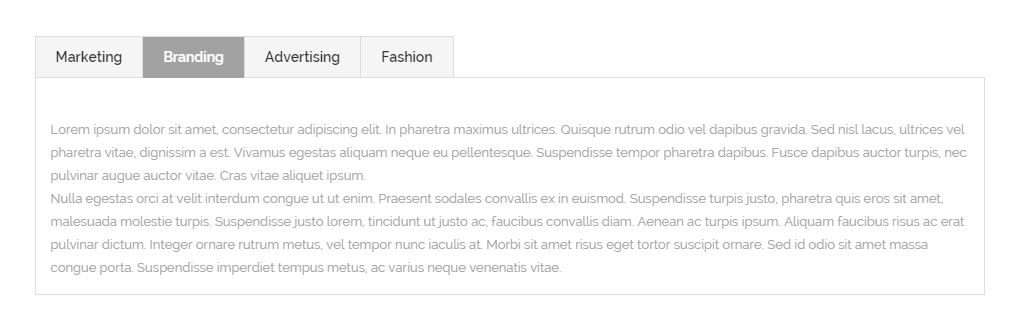 Marketing Branding Advertising Fashion
Lorem ipsum dolor sit amet, consectetur adipiscing elit. In pharetra maximus ultrices. Quisque rutrum odio vel dapibus gravida. Sed nisl lacus, ultrices vel
pharetra vitae, dignissim a est. Vivamus egestas aliquam neque eu pellentesque. Suspendisse tempor pharetra dapibus. Fusce dapibus auctor turpis, nec
pulvinar augue auctor vitae. Cras vitae aliquet ipsum.
Nulla egestas orci at velit interdum congue ut ut enim. Praesent sodales convallis ex in euismod. Suspendisse turpis justo, pharetra quis eros sit amet,
malesuada molestie turpis. Suspendisse justo lorem, tincidunt ut justo ac, faucibus convallis diam. Aenean ac turpis ipsum. Aliquam faucibus risus ac erat
pulvinar dictum. Integer ornare rutrum metus, vel tempor nunc iaculis at. Morbi sit amet risus eget tortor suscipit ornare. Sed id odio sit amet massa
congue porta. Suspendisse imperdiet tempus metus, ac varius neque venenatis vitae.